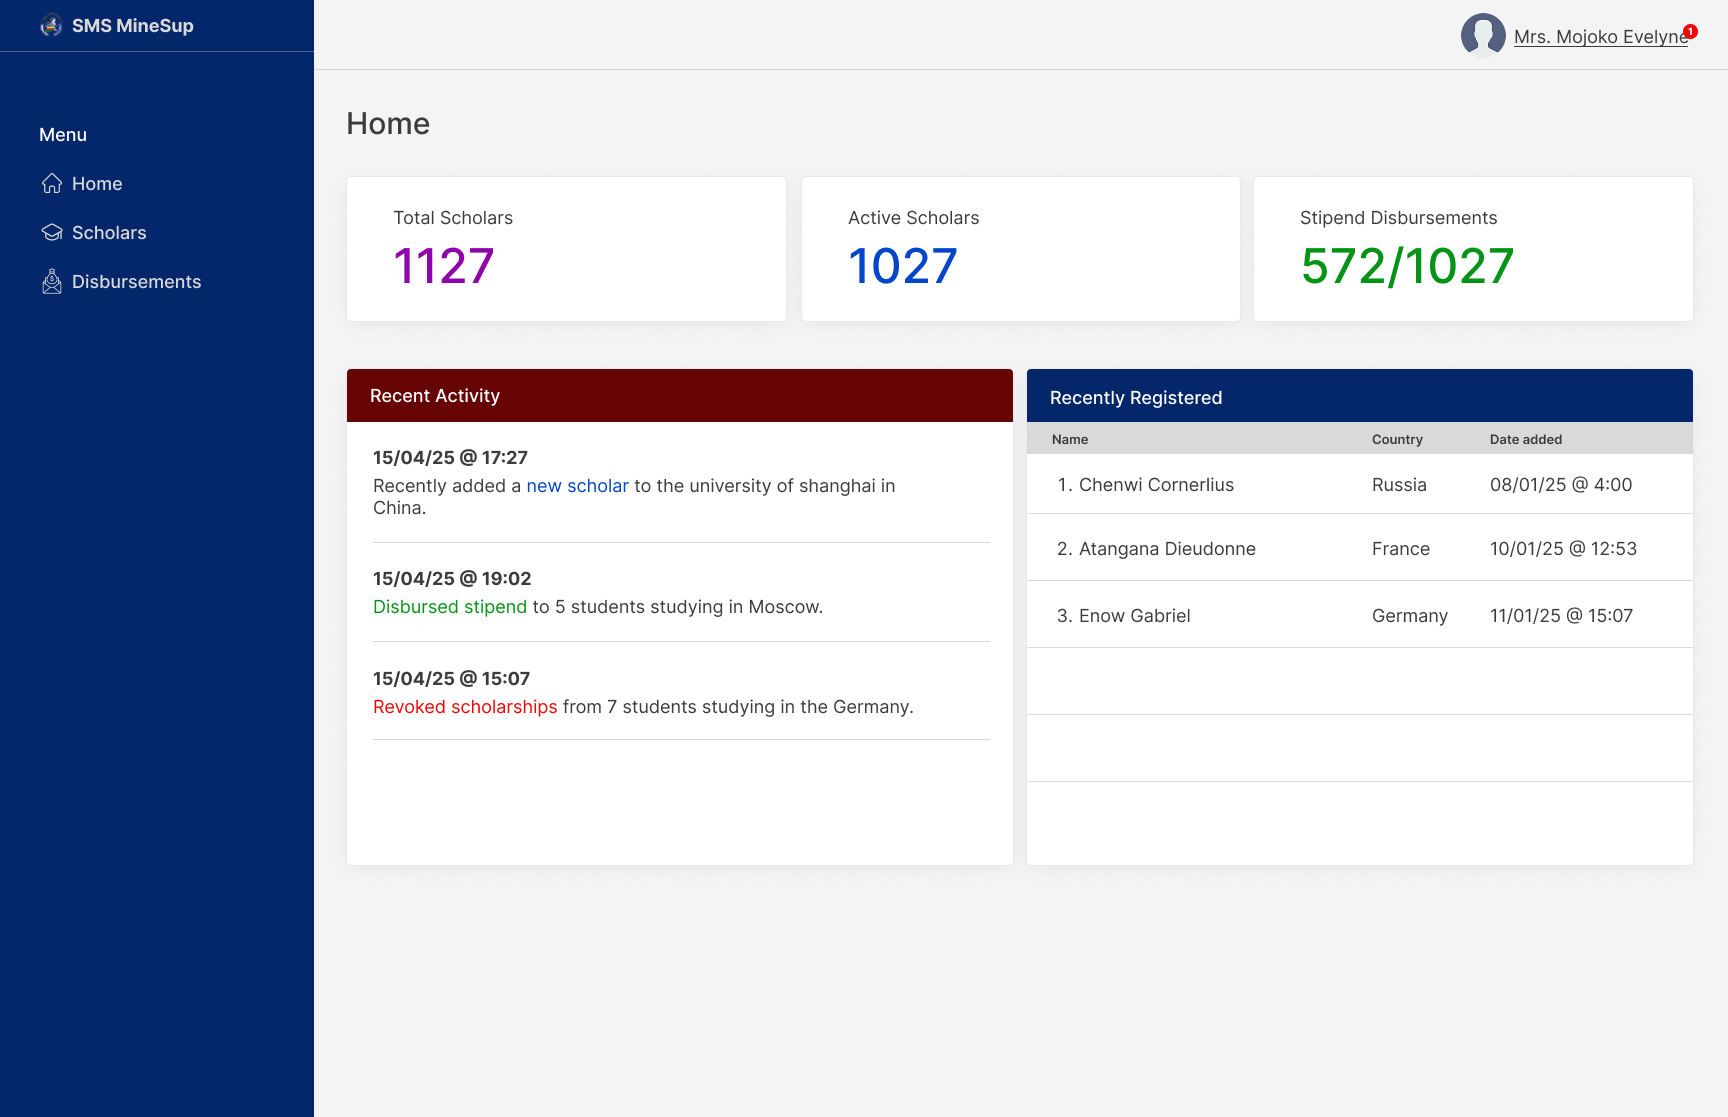 SMS MineSup
Mrs. Mojoko Evelyne
1
Menu
Home
Scholars
Disbursements
Home
Total Scholars
1127
Active Scholars
1027
Stipend Disbursements
572/1027
Recent Activity
15/04/25 @ 17:27
Recently added a new scholar to the university of shanghai in
China.
15/04/25 @ 19:02
Disbursed stipend to 5 students studying in Moscow.
15/04/25 @ 15:07
Revoked scholarships from 7 students studying in the Germany.
Recently Registered
Name Country Date added
1. Chenwi Cornerlius Russia 08/01/25 @ 4:00
2. Atangana Dieudonne France 10/01/25 @ 12:53
3. Enow Gabriel Germany 11/01/25 @ 15:07